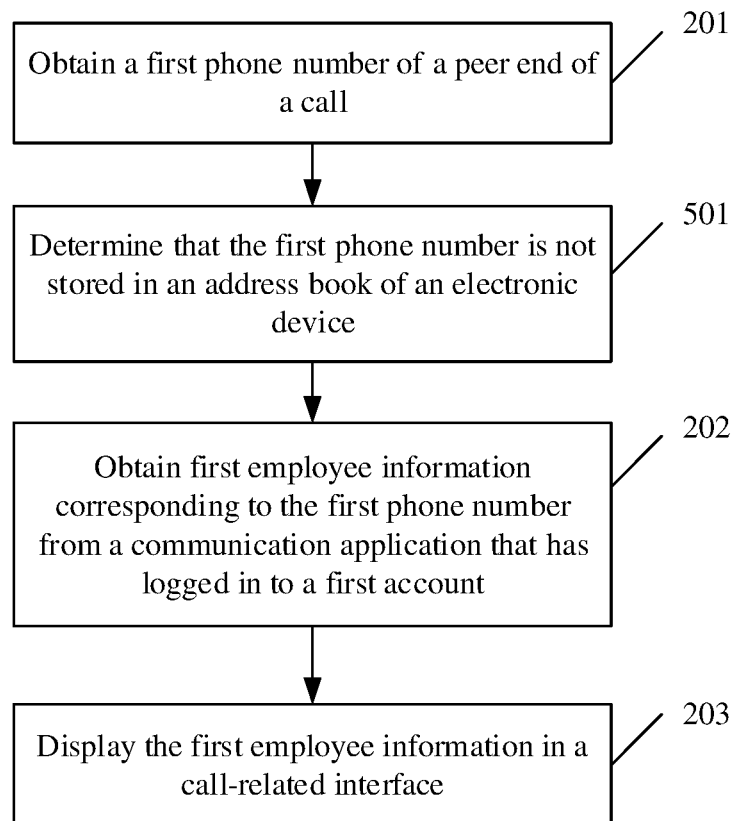 201
Obtain a first phone number of a peer end of
a call
501
Determine that the first phone number is not
stored in an address book of an electronic
device
202
Obtain first employee information
corresponding to the first phone number
from a communication application that has
logged in to a first account
203
Display the first employee information in a
call-related interface